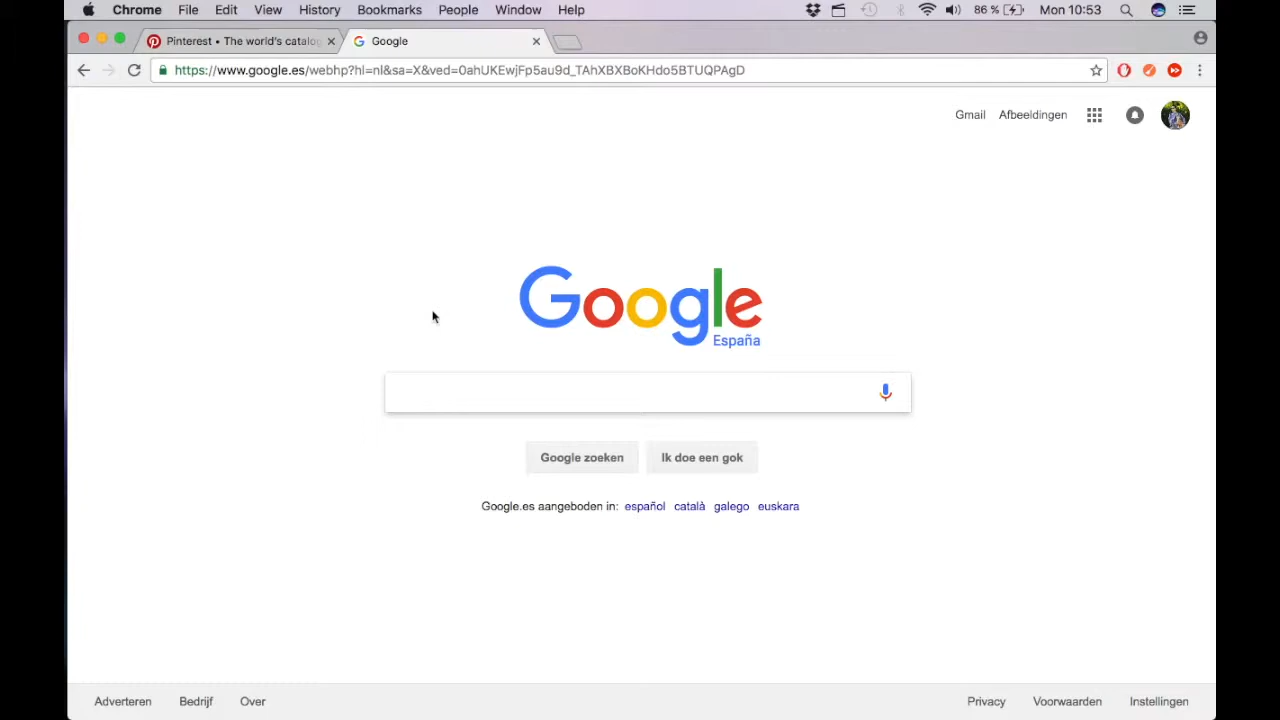 Chrome File Edit View History Bookmarks People Window Help 86 % Mon 10:53
Pinterest • The world's catalog Google
https://www.google.es/webhp?hl=nl&sa=X&ved=0ahUKEwjFp5au9d_TAhXBXBoKHdo5BTUQPAgD
Gmail Afbeeldingen
Google
España
Google zoeken Ik doe een gok
Google.es aangeboden in: español català galego euskara
Adverteren Bedrijf Over Privacy Voorwaarden Instellingen